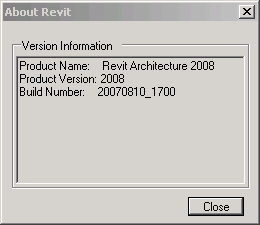 About Revit
Version Information
Product Name: Revit Architecture 2008
Product Version: 2008
Build Number: 20070810_1700
Close